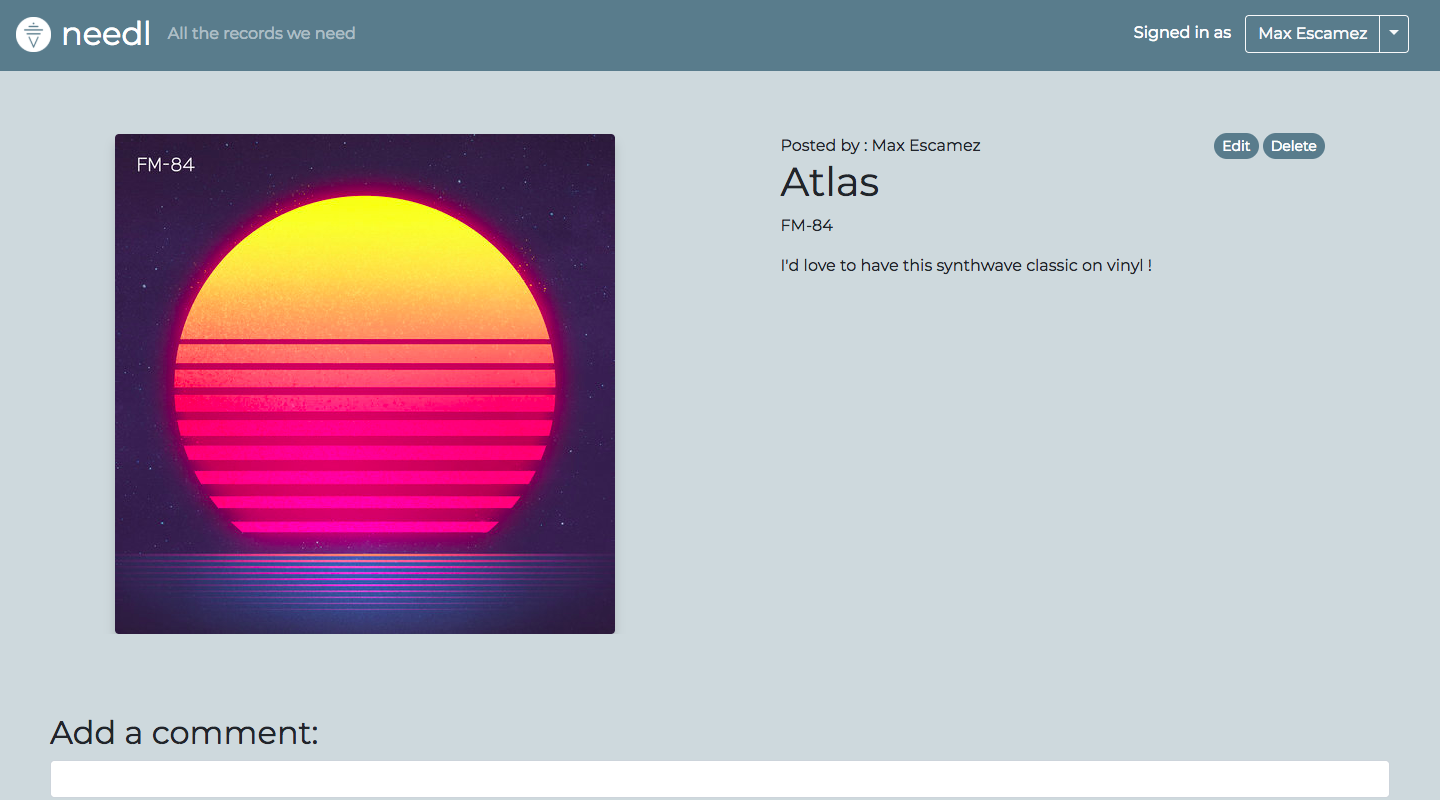 needl All the records we need
Signed in as Max Escamez
FM-84
Posted by : Max Escamez
Edit Delete
Atlas
FM-84
I'd love to have this synthwave classic on vinyl !
Add a comment: